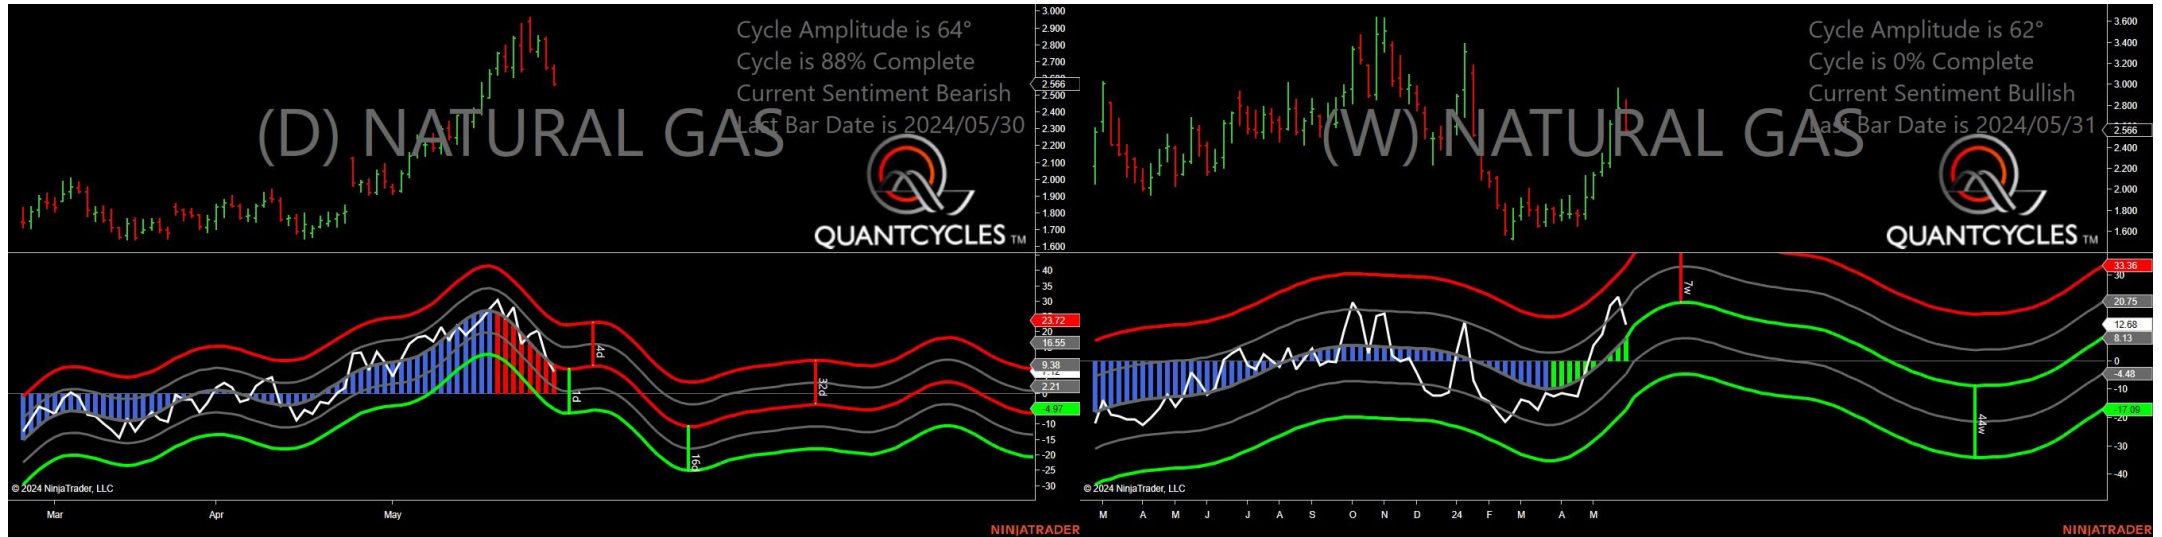 Cycle Amplitude is 64°
Cycle is 88% Complete
Current Sentiment Bearish
Last Bar Date is 2024/05/30
(D) NATURAL GAS
QUANTCYCLES TM
3.000
2.900
2.800
2.700
2.566
2.500
2.400
2.300
2.200
2.100
2.000
1.900
1.800
1.700
1.600
40
35
30
23.72
20
16.55
9.38
2.21
-4.97
-10
-15
-20
-25
-30
4d
1d
16d
32d
© 2024 NinjaTrader, LLC
Mar Apr May
NINJATRADER
Cycle Amplitude is 62°
Cycle is 0% Complete
Current Sentiment Bullish
Last Bar Date is 2024/05/31
(W) NATURAL GAS
QUANTCYCLES TM
3.600
3.400
3.200
3.000
2.800
2.566
2.400
2.200
2.000
1.800
1.600
33.36
30
20.75
12.68
8.13
0
-4.48
-10
-17.09
-20
-30
-40
7w
44w
© 2024 NinjaTrader, LLC
M A M J J A S O N D 24 F M A M
NINJATRADER